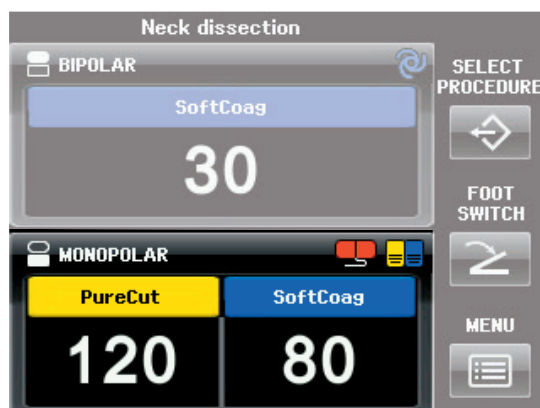 Neck dissection
BIPOLAR
SoftCoag
30
MONOPOLAR
PureCut
SoftCoag
120
80
SELECT
PROCEDURE
FOOT
SWITCH
MENU